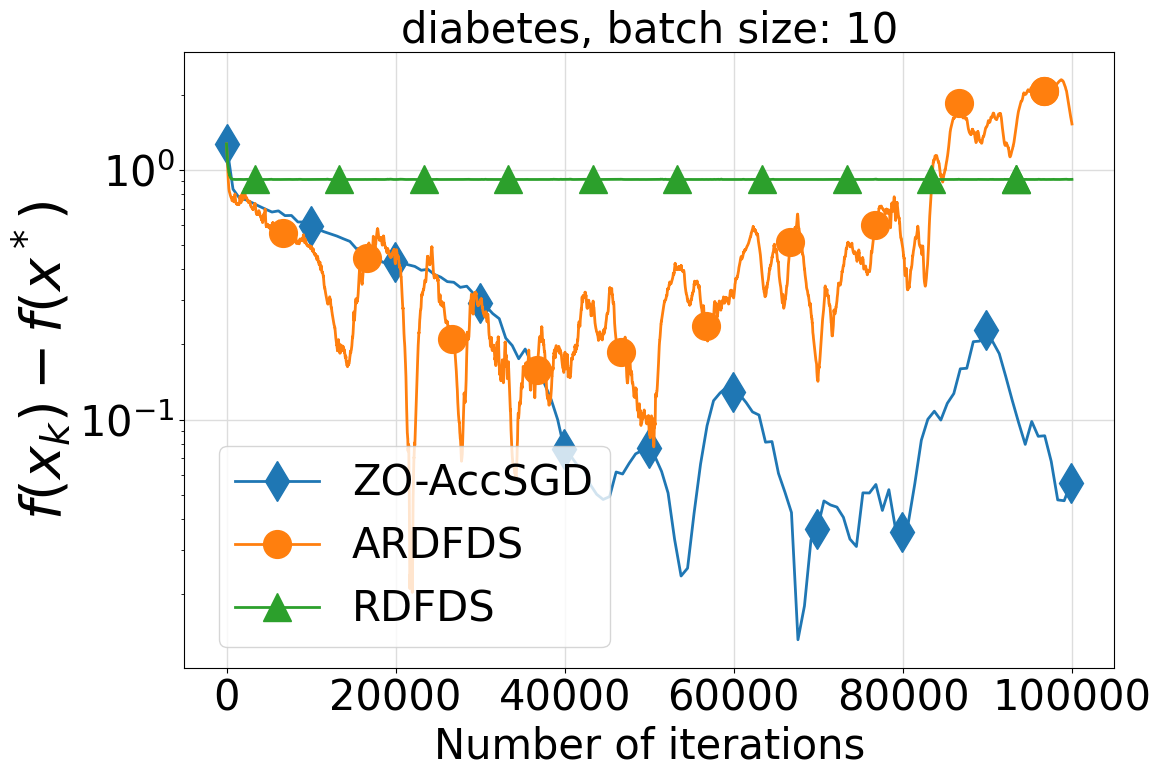 diabetes, batch size: 10
f(x_k) − f(x^*)
10^0
10^{-1}
ZO-AccSGD
ARDFDS
RDFDS
0 20000 40000 60000 80000 100000
Number of iterations